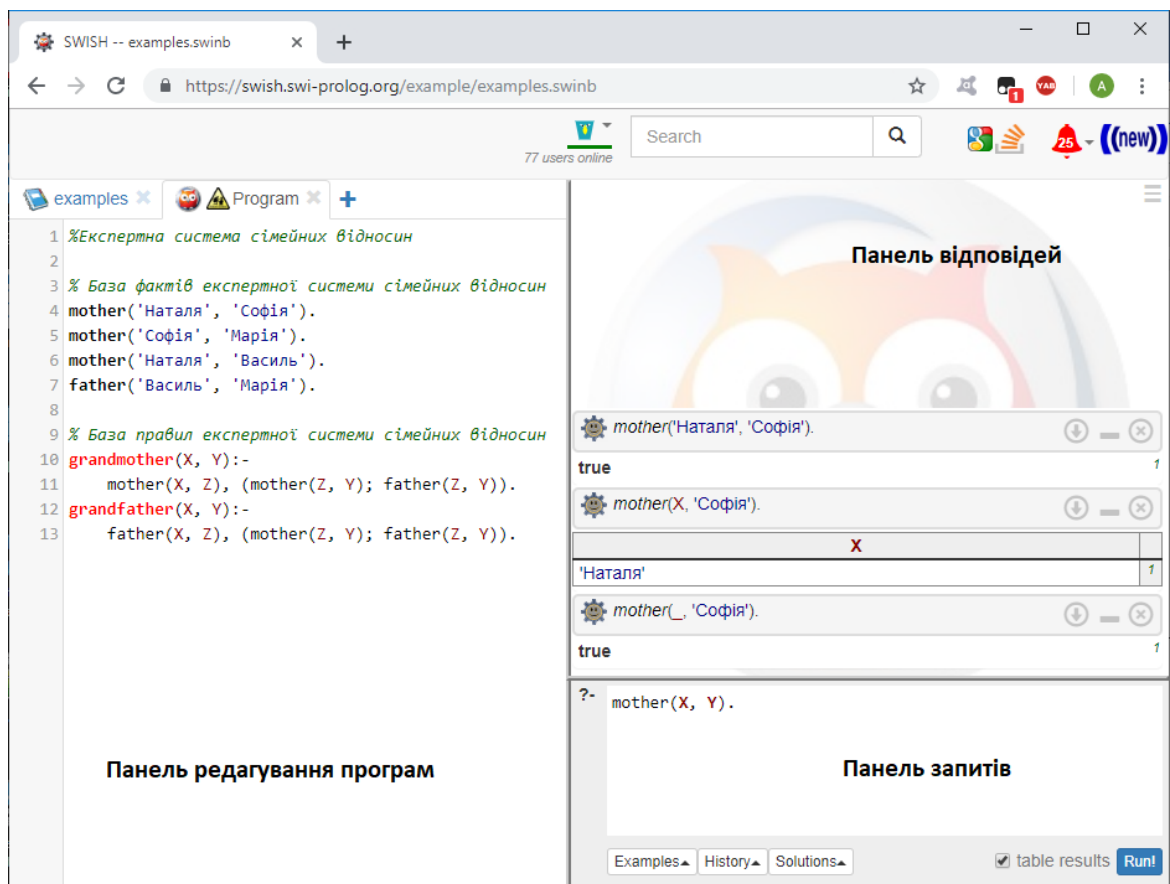 SWISH -- examples.swinb
https://swish.swi-prolog.org/example/examples.swinb
1
YAB
A
77 users online
Search
25
((new))
examples
Program
1 %Експертна система сімейних відносин
2
3 % База фактів експертної системи сімейних відносин
4 mother('Наталя', 'Софія').
5 mother('Софія', 'Марія').
6 mother('Наталя', 'Василь').
7 father('Василь', 'Марія').
8
9 % База правил експертної системи сімейних відносин
10 grandmother(X, Y):-
11 mother(X, Z), (mother(Z, Y); father(Z, Y)).
12 grandfather(X, Y):-
13 father(X, Z), (mother(Z, Y); father(Z, Y)).
Панель редагування програм
Панель відповідей
mother('Наталя', 'Софія').
true 1
mother(X, 'Софія').
X
'Наталя' 1
mother(_, 'Софія').
true 1
?- mother(X, Y).
Панель запитів
Examples History Solutions table results Run!